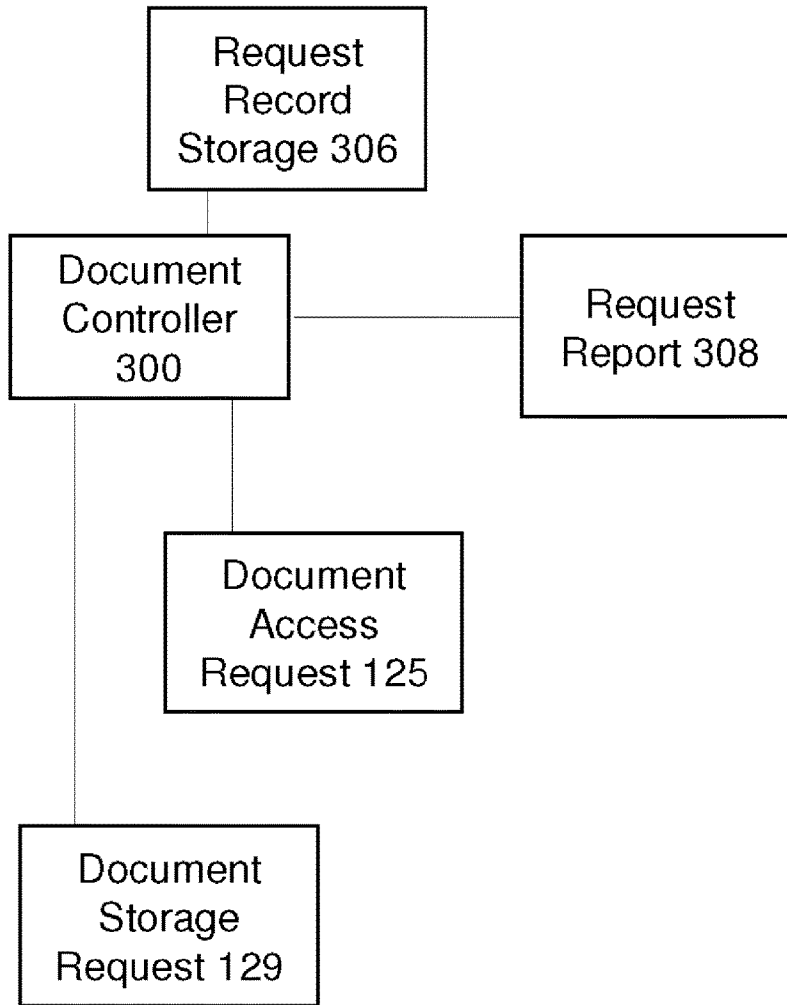 Request
Record
Storage 306
Document
Controller
300
Request
Report 308
Document
Access
Request 125
Document
Storage
Request 129